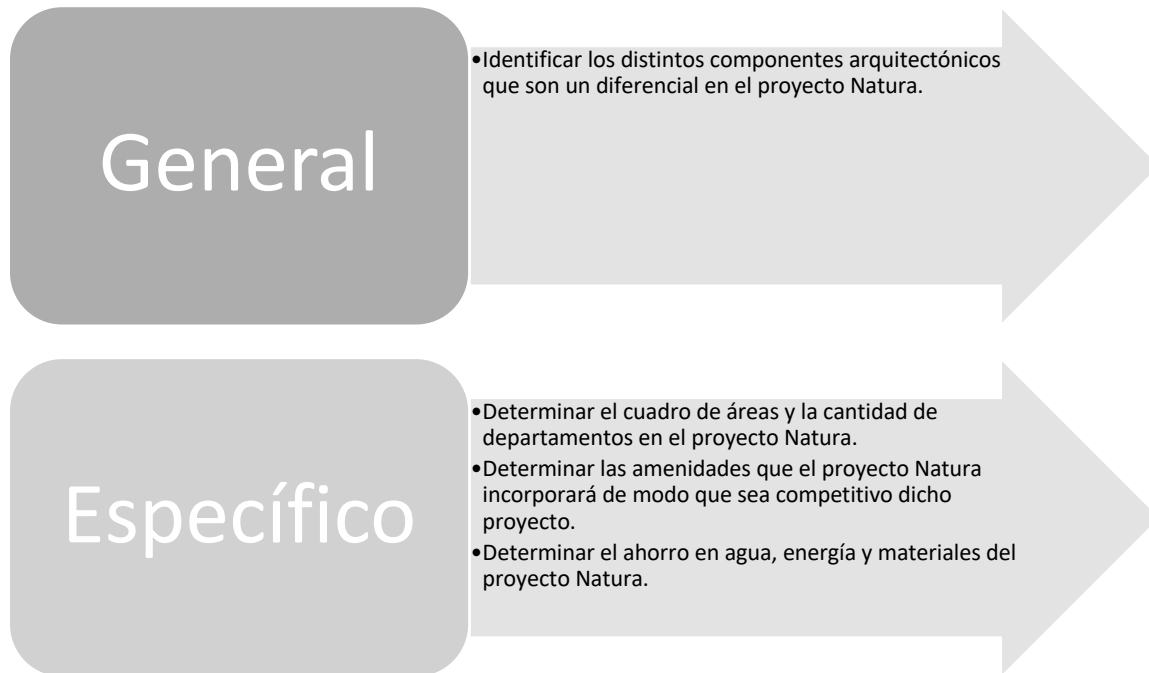 General
•Identificar los distintos componentes arquitectónicos
que son un diferencial en el proyecto Natura.
Específico
•Determinar el cuadro de áreas y la cantidad de
departamentos en el proyecto Natura.
•Determinar las amenidades que el proyecto Natura
incorporará de modo que sea competitivo dicho
proyecto.
•Determinar el ahorro en agua, energía y materiales del
proyecto Natura.